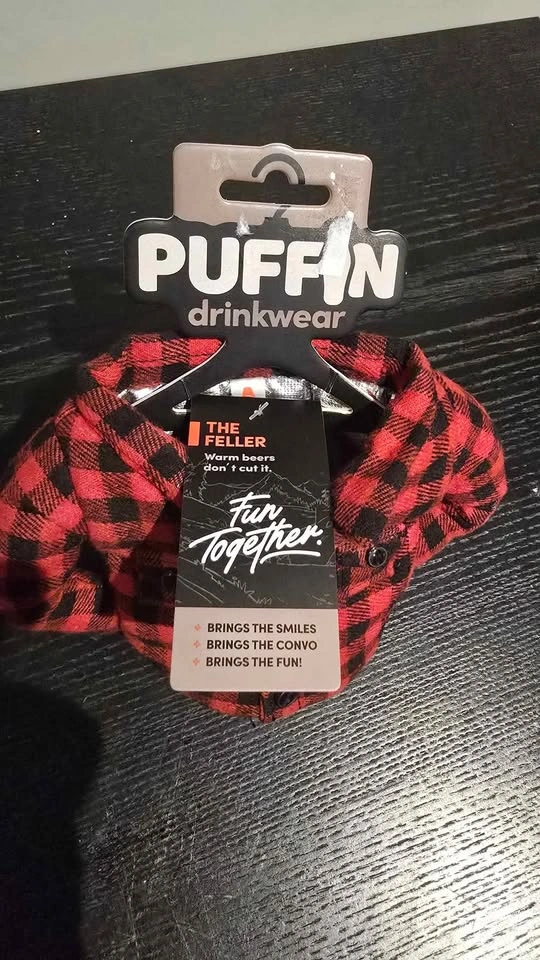 PUFFIN
drinkwear
THE
FELLER
Warm beers
don't cut it.
Fun
Together.
BRINGS THE SMILES
BRINGS THE CONVO
BRINGS THE FUN!